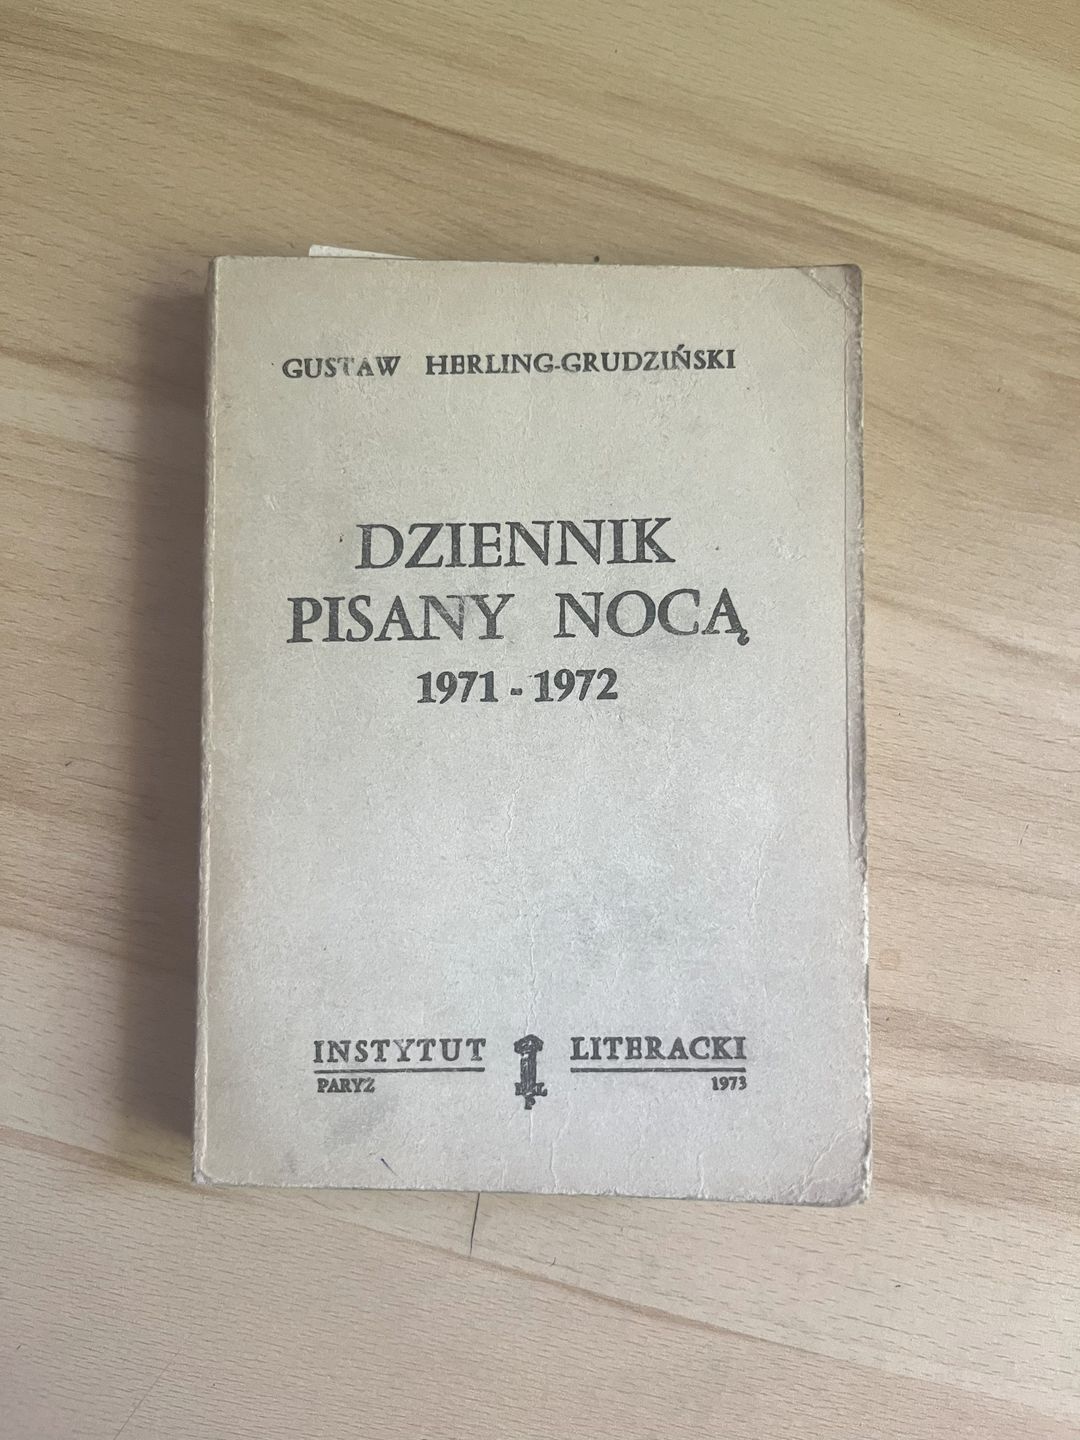 GUSTAW HERLING-GRUDZIŃSKI
DZIENNIK
PISANY NOCĄ
1971 - 1972
INSTYTUT LITERACKI
PARYŻ 1973